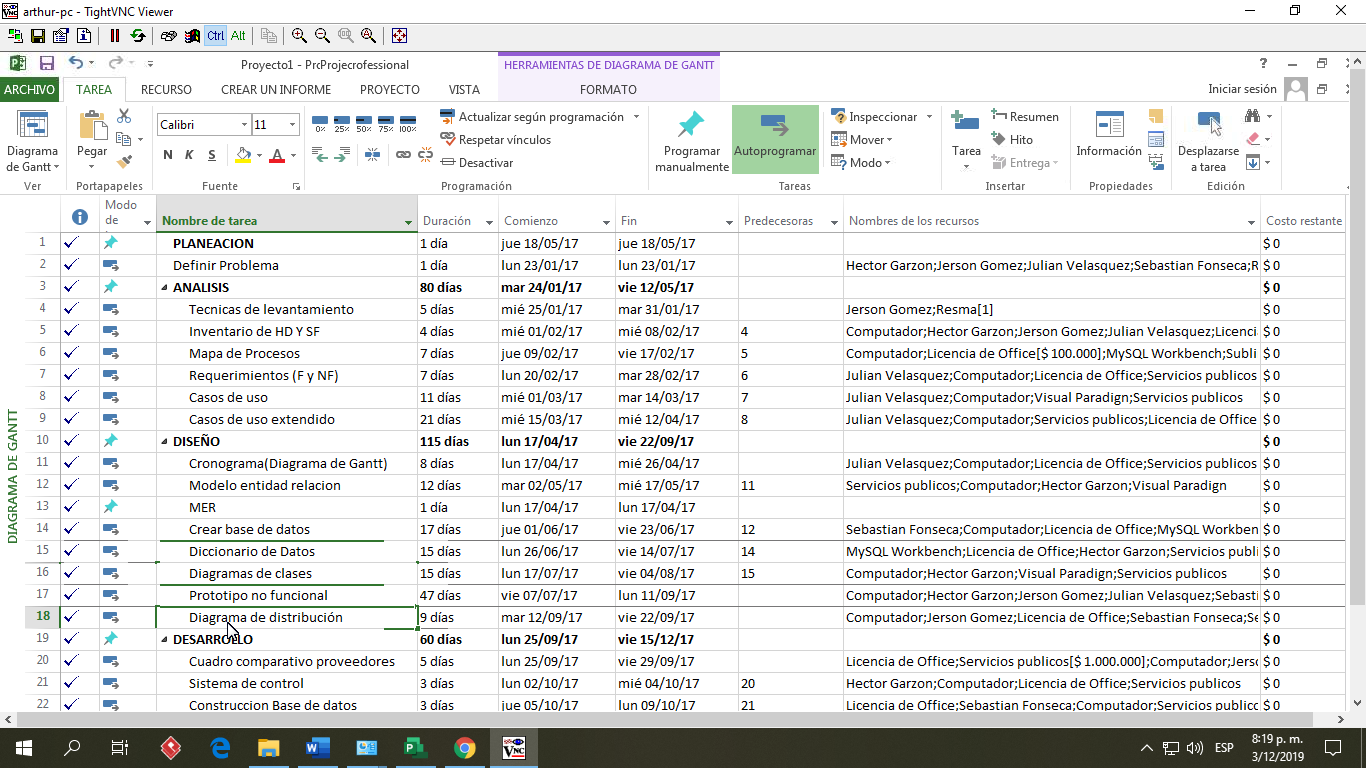 arthur-pc - TightVNC Viewer
Ctrl Alt
Proyecto1 - PrcProjecrofessional
HERRAMIENTAS DE DIAGRAMA DE GANTT
ARCHIVO TAREA RECURSO CREAR UN INFORME PROYECTO VISTA FORMATO Iniciar sesión
Diagrama de Gantt
Ver
Pegar
Portapapeles
Calibri 11
N K S
Fuente
0% 25% 50% 75% 100%
Actualizar según programación
Respetar vínculos
Desactivar
Programación
Programar manualmente
Autoprogramar
Inspeccionar
Mover
Modo
Tareas
Tarea
Resumen
Hito
Entrega
Insertar
Información
Propiedades
Desplazarse a tarea
Edición
Modo de Nombre de tarea Duración Comienzo Fin Predecesoras Nombres de los recursos Costo restante
1 PLANEACION 1 día jue 18/05/17 jue 18/05/17 $ 0
2 Definir Problema 1 día lun 23/01/17 lun 23/01/17 Hector Garzon;Jerson Gomez;Julian Velasquez;Sebastian Fonseca;R $ 0
3 ANALISIS 80 días mar 24/01/17 vie 12/05/17 $ 0
4 Tecnicas de levantamiento 5 días mié 25/01/17 mar 31/01/17 Jerson Gomez;Resma[1] $ 0
5 Inventario de HD Y SF 4 días mié 01/02/17 mié 08/02/17 4 Computador;Hector Garzon;Jerson Gomez;Julian Velasquez;Licenci $ 0
6 Mapa de Procesos 7 días jue 09/02/17 vie 17/02/17 5 Computador;Licencia de Office[$ 100.000];MySQL Workbench;Subli $ 0
7 Requerimientos (F y NF) 7 días lun 20/02/17 mar 28/02/17 6 Julian Velasquez;Computador;Licencia de Office;Servicios publicos $ 0
8 Casos de uso 11 días mié 01/03/17 mar 14/03/17 7 Julian Velasquez;Computador;Visual Paradign;Servicios publicos $ 0
9 Casos de uso extendido 21 días mié 15/03/17 mié 12/04/17 8 Julian Velasquez;Computador;Servicios publicos;Licencia de Office $ 0
10 DISEÑO 115 días lun 17/04/17 vie 22/09/17 $ 0
11 Cronograma(Diagrama de Gantt) 8 días lun 17/04/17 mié 26/04/17 Julian Velasquez;Computador;Licencia de Office;Servicios publicos $ 0
12 Modelo entidad relacion 12 días mar 02/05/17 mié 17/05/17 11 Servicios publicos;Computador;Hector Garzon;Visual Paradign $ 0
13 MER 1 día lun 17/04/17 lun 17/04/17 $ 0
14 Crear base de datos 17 días jue 01/06/17 vie 23/06/17 12 Sebastian Fonseca;Computador;Licencia de Office;MySQL Workben $ 0
15 Diccionario de Datos 15 días lun 26/06/17 vie 14/07/17 14 MySQL Workbench;Licencia de Office;Hector Garzon;Servicios publi $ 0
16 Diagramas de clases 15 días lun 17/07/17 vie 04/08/17 15 Computador;Hector Garzon;Visual Paradign;Servicios publicos $ 0
17 Prototipo no funcional 47 días vie 07/07/17 lun 11/09/17 Computador;Hector Garzon;Julian Velasquez;Sebasti $ 0
18 Diagrama de distribución 9 días mar 12/09/17 vie 22/09/17 Computador;Jerson Gomez;Licencia de Office;Sebastian Fonseca;Se $ 0
19 DESARROLO 60 días lun 25/09/17 vie 15/12/17 $ 0
20 Cuadro comparativo proveedores 5 días lun 25/09/17 vie 29/09/17 Licencia de Office;Servicios publicos[$ 1.000.000];Computador;Jerso $ 0
21 Sistema de control 3 días lun 02/10/17 mié 04/10/17 20 Hector Garzon;Computador;Licencia de Office;Servicios publicos $ 0
22 Construccion Base de datos 3 días jue 05/10/17 lun 09/10/17 21 Licencia de Office;Sebastian Fonseca;Computador;Servicios publicc $ 0
DIAGRAMA DE GANTT
ESP
8:19 p. m.
3/12/2019